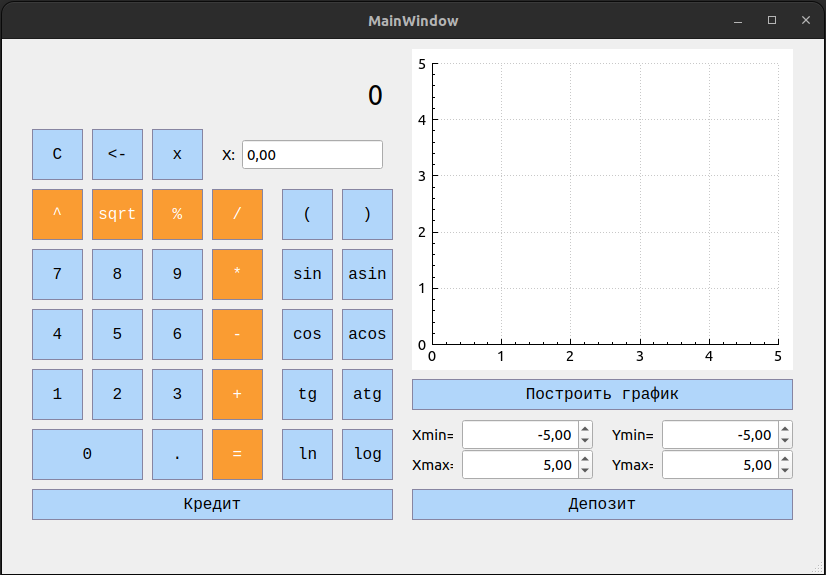 MainWindow
0
C <- x X: 0,00
^ sqrt % / ( )
7 8 9 * sin asin
4 5 6 - cos acos
1 2 3 + tg atg
0 . = ln log
Кредит
5
4
3
2
1
0
0 1 2 3 4 5
Построить график
Xmin= -5,00 Ymin= -5,00
Xmax= 5,00 Ymax= 5,00
Депозит